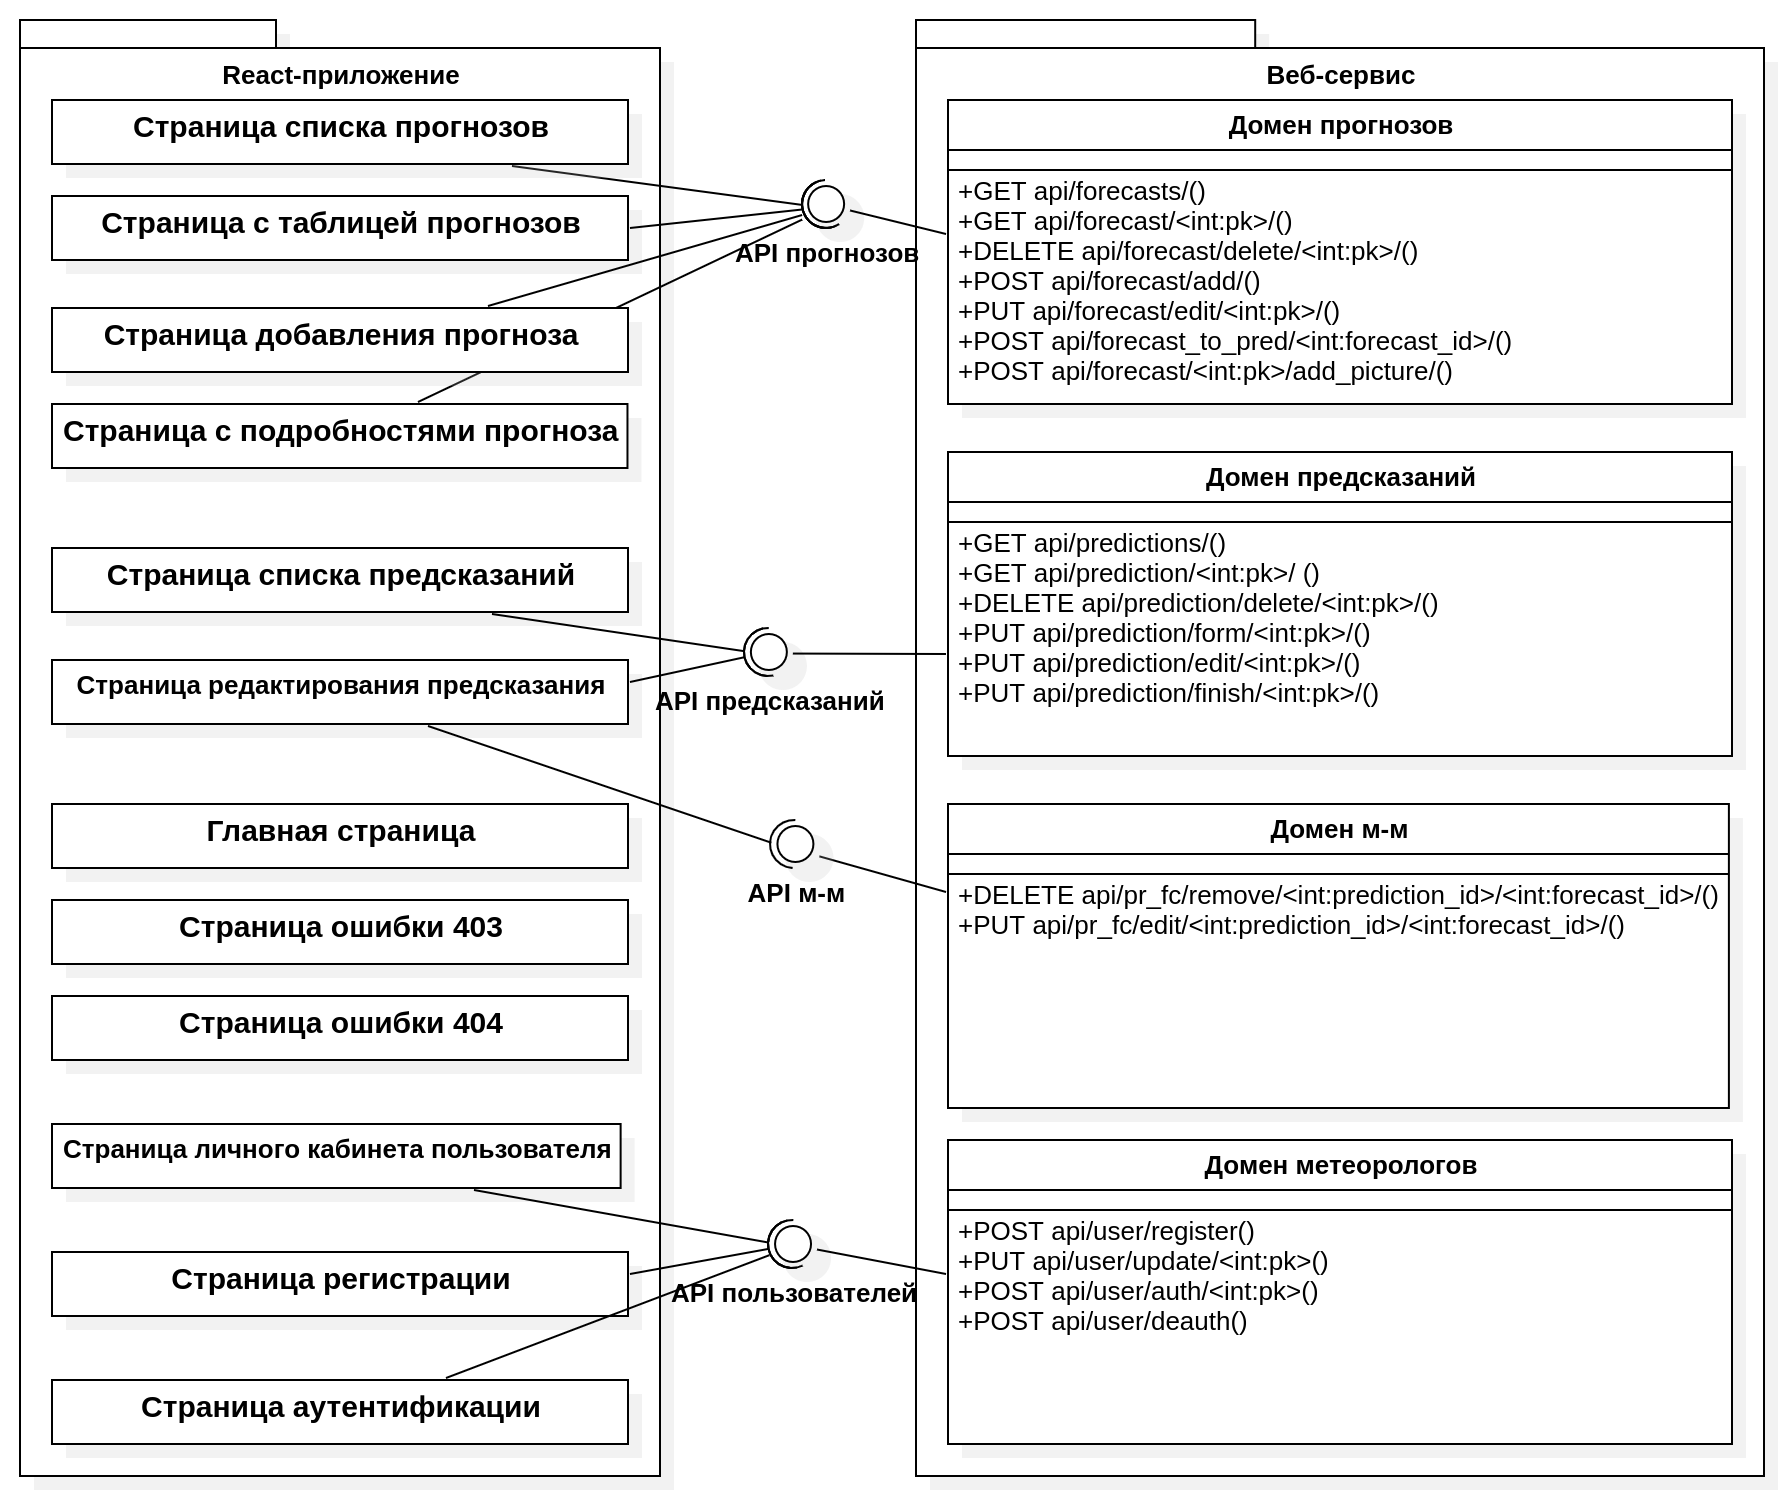 React-приложение
Страница списка прогнозов
Страница с таблицей прогнозов
Страница добавления прогноза
Страница с подробностями прогноза
Страница списка предсказаний
Страница редактирования предсказания
Главная страница
Страница ошибки 403
Страница ошибки 404
Страница личного кабинета пользователя
Страница регистрации
Страница аутентификации
API прогнозов
API предсказаний
API м-м
API пользователей
Веб-сервис
Домен прогнозов
+GET api/forecasts/()
+GET api/forecast/<int:pk>/()
+DELETE api/forecast/delete/<int:pk>/()
+POST api/forecast/add/()
+PUT api/forecast/edit/<int:pk>/()
+POST api/forecast_to_pred/<int:forecast_id>/()
+POST api/forecast/<int:pk>/add_picture/()
Домен предсказаний
+GET api/predictions/()
+GET api/prediction/<int:pk>/ ()
+DELETE api/prediction/delete/<int:pk>/()
+PUT api/prediction/form/<int:pk>/()
+PUT api/prediction/edit/<int:pk>/()
+PUT api/prediction/finish/<int:pk>/()
Домен м-м
+DELETE api/pr_fc/remove/<int:prediction_id>/<int:forecast_id>/()
+PUT api/pr_fc/edit/<int:prediction_id>/<int:forecast_id>/()
Домен метеорологов
+POST api/user/register()
+PUT api/user/update/<int:pk>()
+POST api/user/auth/<int:pk>()
+POST api/user/deauth()